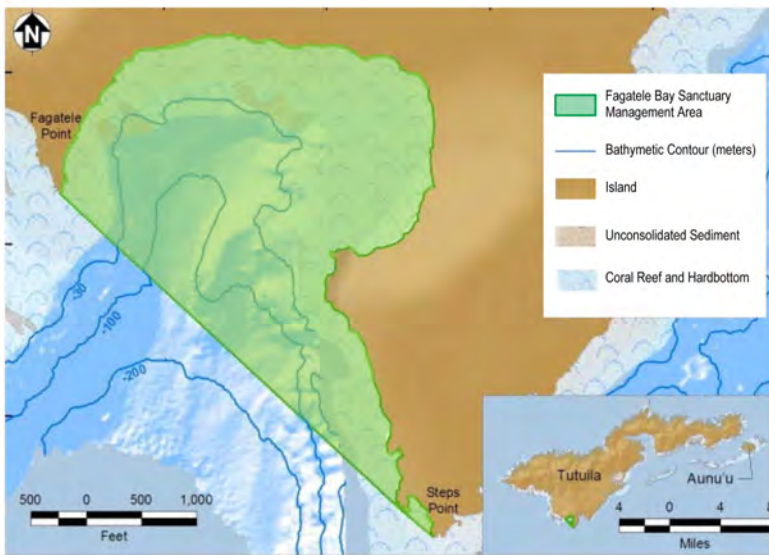 N
Fagatele
Point
Fagatele Bay Sanctuary
Management Area
Bathymetic Contour (meters)
Island
Unconsolidated Sediment
Coral Reef and Hardbottom
-30
-100
-200
500 0 500 1,000
Feet
Steps
Point
Tutuila
Aunu'u
4 0 4 8
Miles